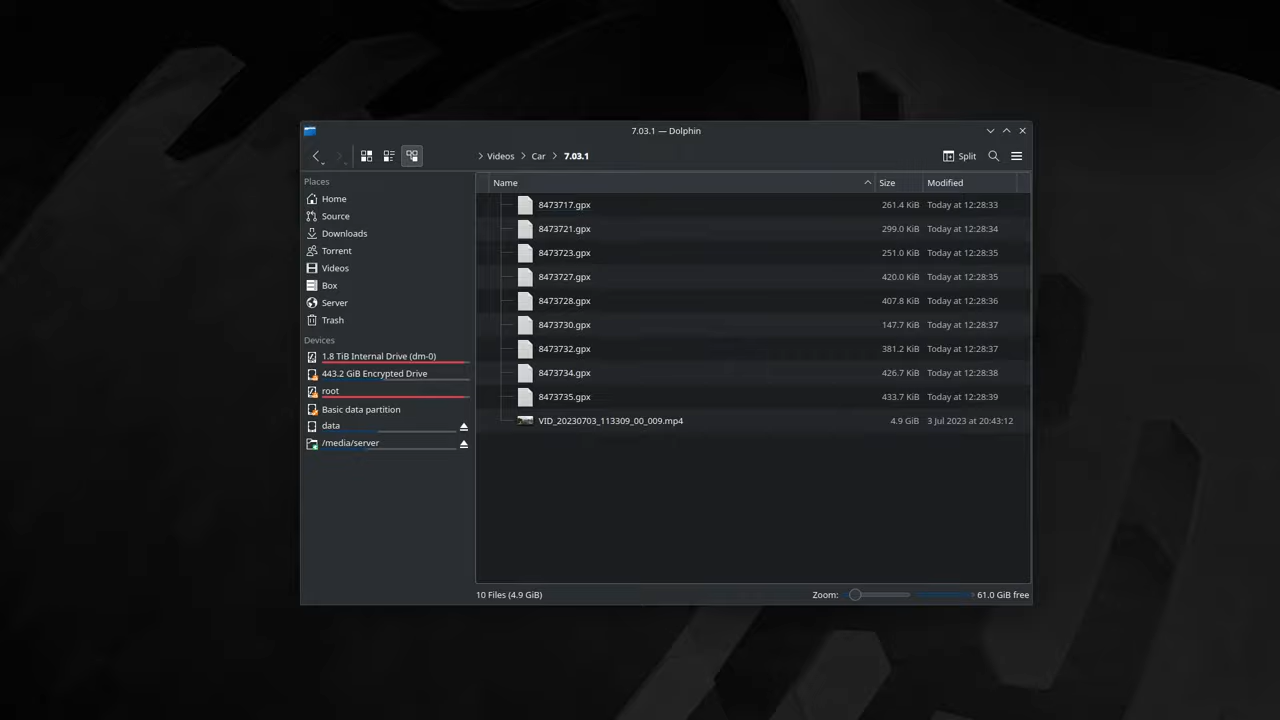 7.03.1 — Dolphin
Videos Car 7.03.1
Split
Places
Home
Source
Downloads
Torrent
Videos
Box
Server
Trash
Devices
1.8 TiB Internal Drive (dm-0)
443.2 GiB Encrypted Drive
root
Basic data partition
data
/media/server
Name Size Modified
8473717.gpx 261.4 KiB Today at 12:28:33
8473721.gpx 299.0 KiB Today at 12:28:34
8473723.gpx 251.0 KiB Today at 12:28:35
8473727.gpx 420.0 KiB Today at 12:28:35
8473728.gpx 407.8 KiB Today at 12:28:36
8473730.gpx 147.7 KiB Today at 12:28:37
8473732.gpx 381.2 KiB Today at 12:28:37
8473734.gpx 426.7 KiB Today at 12:28:38
8473735.gpx 433.7 KiB Today at 12:28:39
VID_20230703_113309_00_009.mp4 4.9 GiB 3 Jul 2023 at 20:43:12
10 Files (4.9 GiB) Zoom: 61.0 GiB free